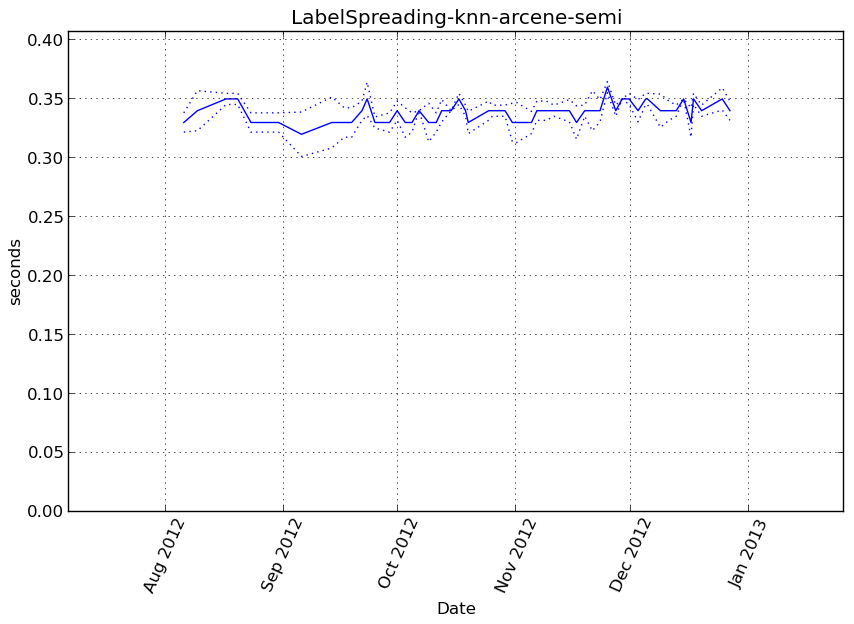 LabelSpreading-knn-arcene-semi
0.40
0.35
0.30
0.25
0.20
0.15
0.10
0.05
0.00
seconds
Aug 2012
Sep 2012
Oct 2012
Nov 2012
Dec 2012
Jan 2013
Date